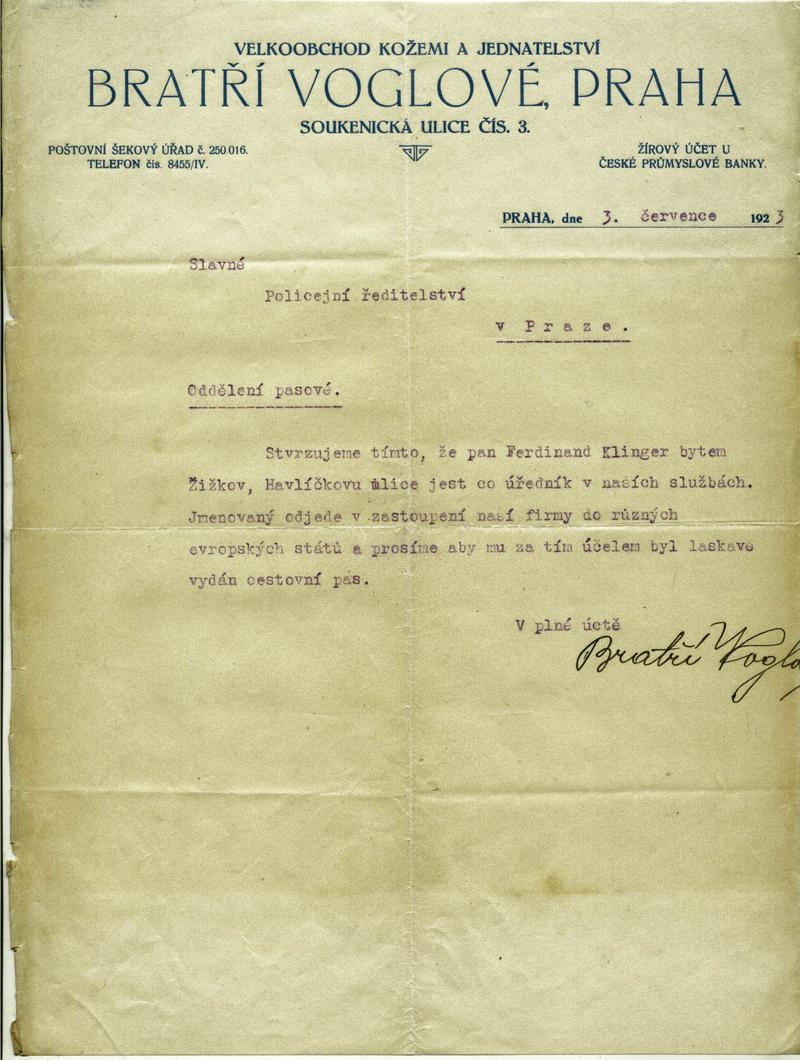 VELKOOBCHOD KOŽEMI A JEDNATELSTVÍ
BRATŘÍ VOGLOVÉ, PRAHA
SOUKENICKÁ ULICE ČÍS. 3.
POŠTOVNÍ ŠEKOVÝ ÚŘAD č. 250.016.
TELEFON čís. 8455/IV.
ŽÍROVÝ ÚČET U
ČESKÉ PRŮMYSLOVÉ BANKY.
PRAHA, dne 3. července 1923
Slavné
Policejní ředitelství
v Praze.
Oddělení pasové.
Stvrzujeme tímto, že pan Ferdinand Klinger bytem
Žižkov, Havlíčkovu ulice jest co úředník v nasích službách.
Jmenovaný odjede v zastoupení nasí firmy do různých
evropských států a prosíme aby mu za tím účelem byl laskavě
vydán cestovní pas.
V plné úctě
Bratří Voglo